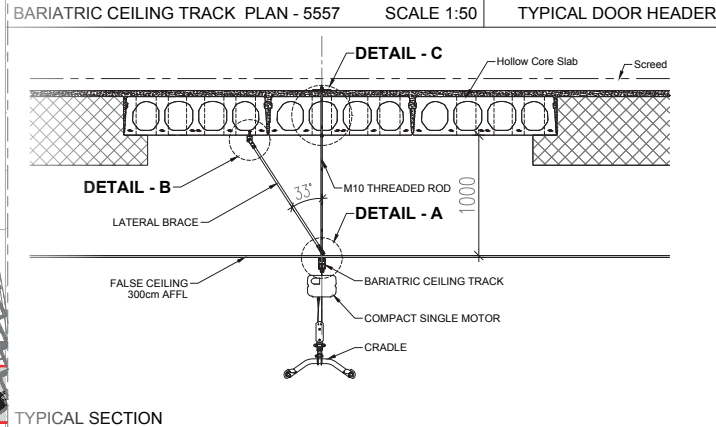 BARIATRIC CEILING TRACK PLAN - 5557
SCALE 1:50
TYPICAL DOOR HEADER
DETAIL - C
Hollow Core Slab
Screed
DETAIL - B
M10 THREADED ROD
33°
1000
LATERAL BRACE
DETAIL - A
FALSE CEILING
300cm AFFL
BARIATRIC CEILING TRACK
COMPACT SINGLE MOTOR
CRADLE
TYPICAL SECTION